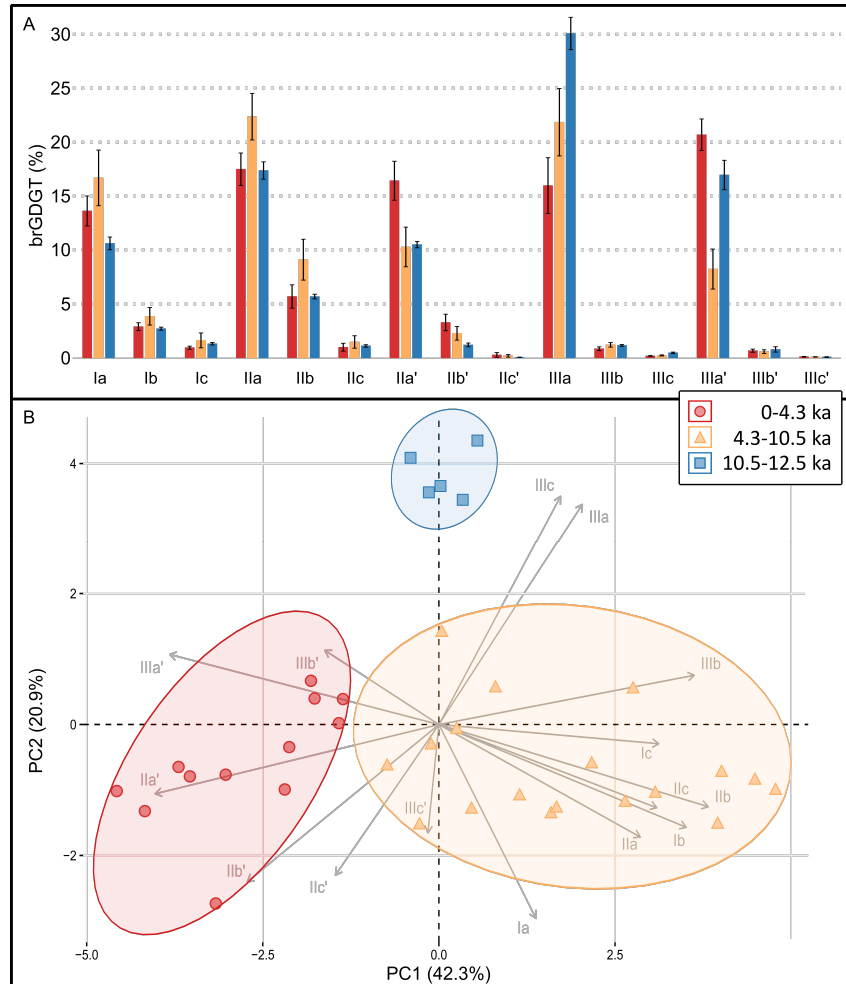 A
brGDGT (%)
30
25
20
15
10
5
0
Ia Ib Ic IIa IIb IIc IIa' IIb' IIc' IIIa IIIb IIIc IIIa' IIIb' IIIc'
B
0-4.3 ka
4.3-10.5 ka
10.5-12.5 ka
PC2 (20.9%)
4
2
0
−2
IIIc
IIIa
IIIa'
IIIb'
IIIb
Ic
IIa'
IIIc'
IIc
IIb
IIa
Ib
IIb'
IIc'
Ia
−5.0 −2.5 0.0 2.5
PC1 (42.3%)